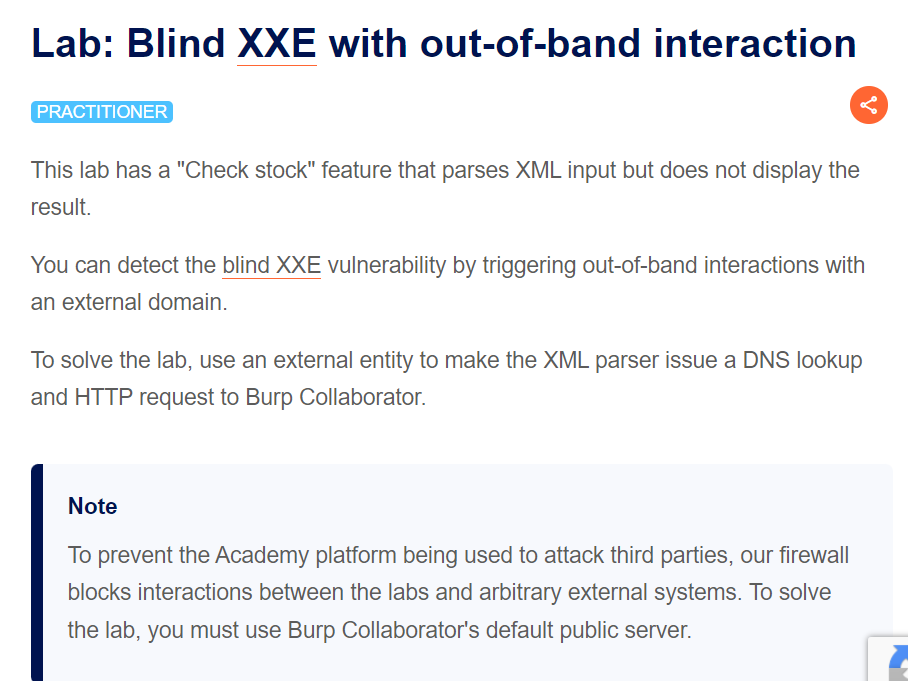 Lab: Blind XXE with out-of-band interaction
PRACTITIONER
This lab has a "Check stock" feature that parses XML input but does not display the
result.
You can detect the blind XXE vulnerability by triggering out-of-band interactions with
an external domain.
To solve the lab, use an external entity to make the XML parser issue a DNS lookup
and HTTP request to Burp Collaborator.
Note
To prevent the Academy platform being used to attack third parties, our firewall
blocks interactions between the labs and arbitrary external systems. To solve
the lab, you must use Burp Collaborator's default public server.